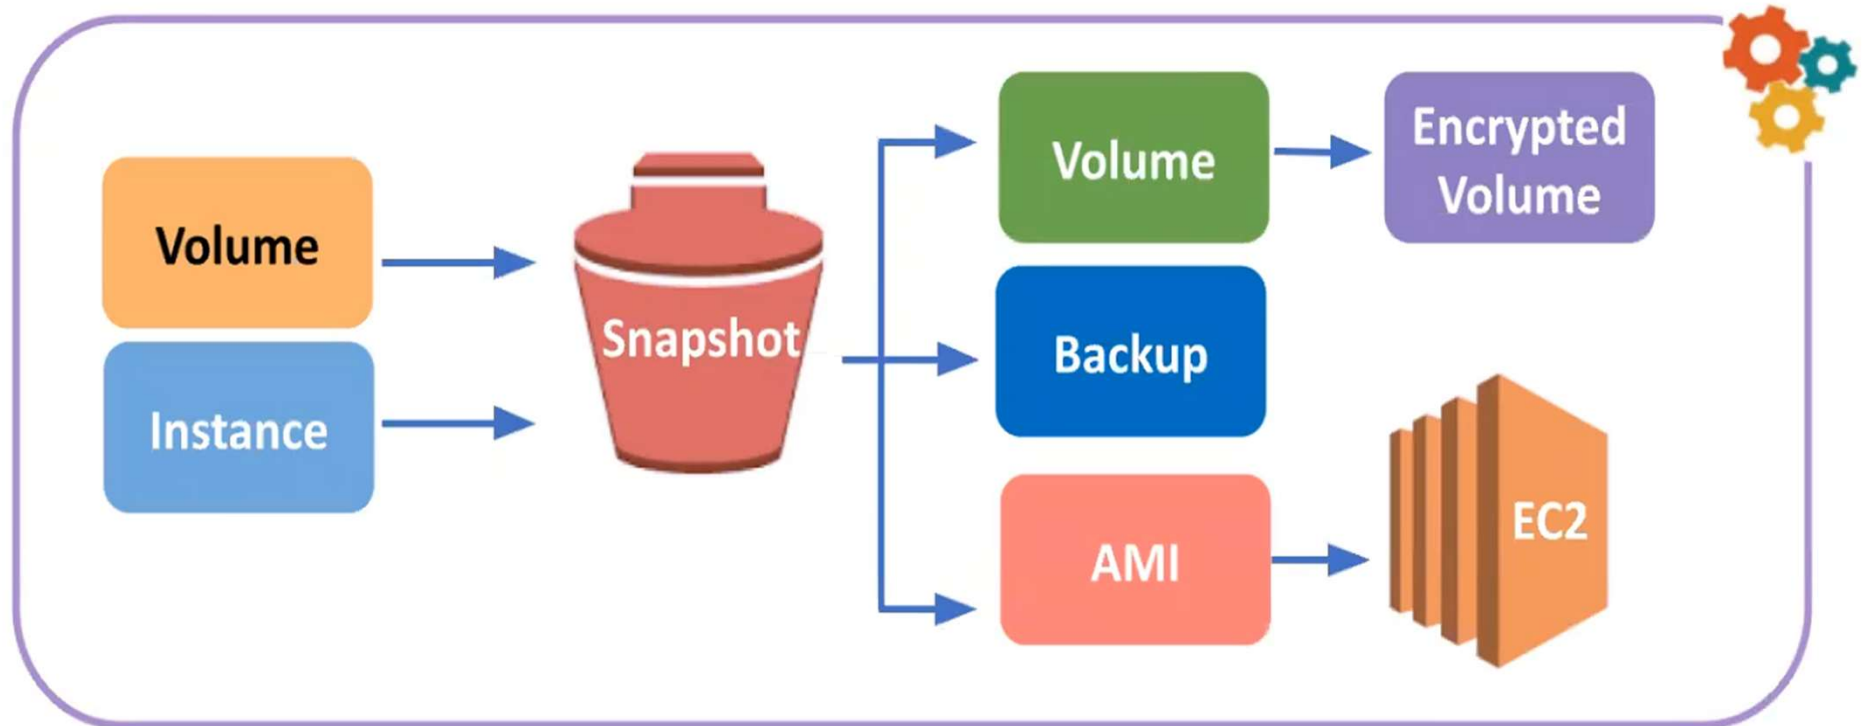 Volume
Instance
Snapshot
Volume
Encrypted
Volume
Backup
AMI
EC2